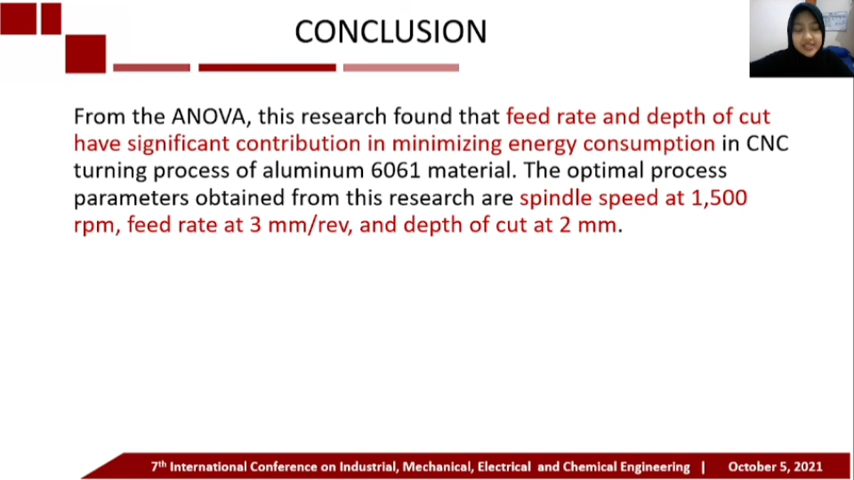 CONCLUSION
From the ANOVA, this research found that feed rate and depth of cut
have significant contribution in minimizing energy consumption in CNC
turning process of aluminum 6061 material. The optimal process
parameters obtained from this research are spindle speed at 1,500
rpm, feed rate at 3 mm/rev, and depth of cut at 2 mm.
7th International Conference on Industrial, Mechanical, Electrical and Chemical Engineering | October 5, 2021